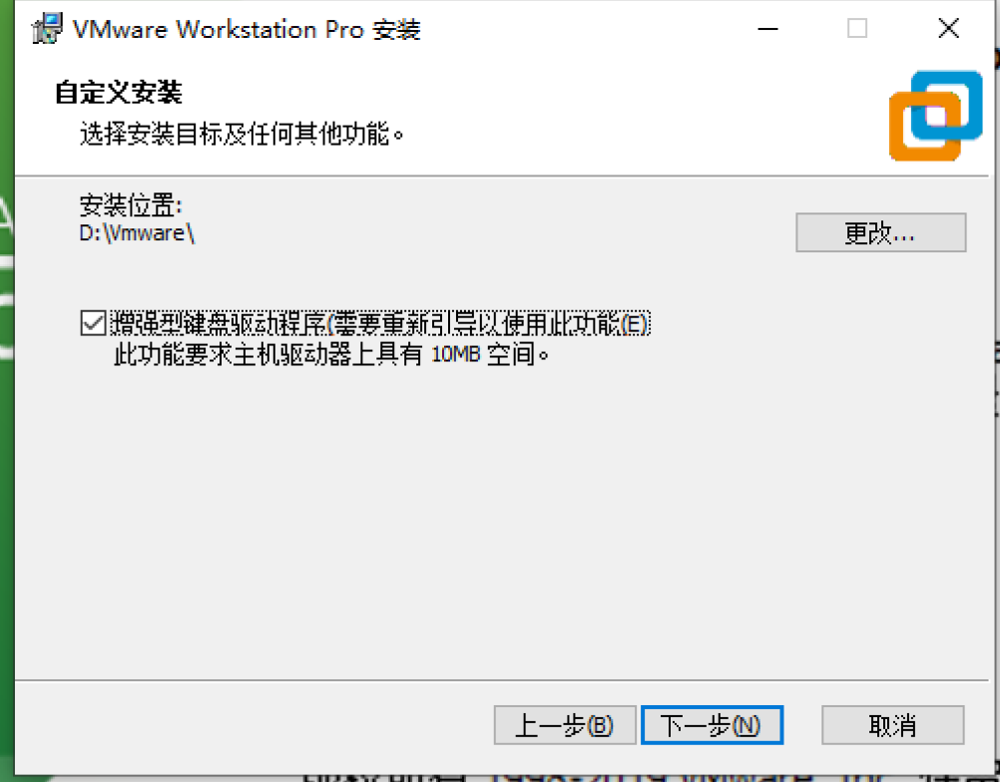 VMware Workstation Pro 安装
自定义安装
选择安装目标及任何其他功能。
安装位置:
D:\Vmware\
更改...
增强型键盘驱动程序(需要重新引导以使用此功能(E)
此功能要求主机驱动器上具有 10MB 空间。
上一步(B)
下一步(N)
取消